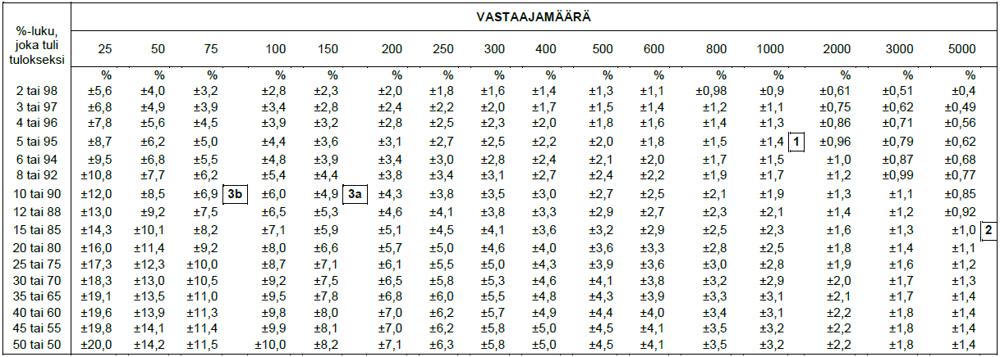 VASTAAJAMÄÄRÄ
%-luku, joka tuli tulokseksi 25 50 75 100 150 200 250 300 400 500 600 800 1000 2000 3000 5000
% % % % % % % % % % % % % % % %
2 tai 98 ±5,6 ±4,0 ±3,2 ±2,8 ±2,3 ±2,0 ±1,8 ±1,6 ±1,4 ±1,3 ±1,1 ±0,98 ±0,9 ±0,61 ±0,51 ±0,4
3 tai 97 ±6,8 ±4,9 ±3,9 ±3,4 ±2,8 ±2,4 ±2,2 ±2,0 ±1,7 ±1,5 ±1,4 ±1,2 ±1,1 ±0,75 ±0,62 ±0,49
4 tai 96 ±7,8 ±5,6 ±4,5 ±3,9 ±3,2 ±2,8 ±2,5 ±2,3 ±2,0 ±1,8 ±1,6 ±1,4 ±1,3 ±0,86 ±0,71 ±0,56
5 tai 95 ±8,7 ±6,2 ±5,0 ±4,4 ±3,6 ±3,1 ±2,7 ±2,5 ±2,2 ±2,0 ±1,8 ±1,5 ±1,4 1 ±0,96 ±0,79 ±0,62
6 tai 94 ±9,5 ±6,8 ±5,5 ±4,8 ±3,9 ±3,4 ±3,0 ±2,8 ±2,4 ±2,1 ±2,0 ±1,7 ±1,5 ±1,0 ±0,87 ±0,68
8 tai 92 ±10,8 ±7,7 ±6,2 ±5,4 ±4,4 ±3,8 ±3,4 ±3,1 ±2,7 ±2,4 ±2,2 ±1,9 ±1,7 ±1,2 ±0,99 ±0,77
10 tai 90 ±12,0 ±8,5 ±6,9 3b ±6,0 ±4,9 3a ±4,3 ±3,8 ±3,5 ±3,0 ±2,7 ±2,5 ±2,1 ±1,9 ±1,3 ±1,1 ±0,85
12 tai 88 ±13,0 ±9,2 ±7,5 ±6,5 ±5,3 ±4,6 ±4,1 ±3,8 ±3,3 ±2,9 ±2,7 ±2,3 ±2,1 ±1,4 ±1,2 ±0,92
15 tai 85 ±14,3 ±10,1 ±8,2 ±7,1 ±5,9 ±5,1 ±4,5 ±4,1 ±3,6 ±3,2 ±2,9 ±2,5 ±2,3 ±1,6 ±1,3 ±1,0 2
20 tai 80 ±16,0 ±11,4 ±9,2 ±8,0 ±6,6 ±5,7 ±5,0 ±4,6 ±4,0 ±3,6 ±3,3 ±2,8 ±2,5 ±1,8 ±1,4 ±1,1
25 tai 75 ±17,3 ±12,3 ±10,0 ±8,7 ±7,1 ±6,1 ±5,5 ±5,0 ±4,3 ±3,9 ±3,6 ±3,0 ±2,8 ±1,9 ±1,6 ±1,2
30 tai 70 ±18,3 ±13,0 ±10,5 ±9,2 ±7,5 ±6,5 ±5,8 ±5,3 ±4,6 ±4,1 ±3,8 ±3,2 ±2,9 ±2,0 ±1,7 ±1,3
35 tai 65 ±19,1 ±13,5 ±11,0 ±9,5 ±7,8 ±6,8 ±6,0 ±5,5 ±4,8 ±4,3 ±3,9 ±3,3 ±3,1 ±2,1 ±1,7 ±1,4
40 tai 60 ±19,6 ±13,9 ±11,3 ±9,8 ±8,0 ±7,0 ±6,2 ±5,7 ±4,9 ±4,4 ±4,0 ±3,4 ±3,1 ±2,2 ±1,8 ±1,4
45 tai 55 ±19,8 ±14,1 ±11,4 ±9,9 ±8,1 ±7,0 ±6,2 ±5,8 ±5,0 ±4,5 ±4,1 ±3,5 ±3,2 ±2,2 ±1,8 ±1,4
50 tai 50 ±20,0 ±14,2 ±11,5 ±10,0 ±8,2 ±7,1 ±6,3 ±5,8 ±5,0 ±4,5 ±4,1 ±3,5 ±3,2 ±2,2 ±1,8 ±1,4